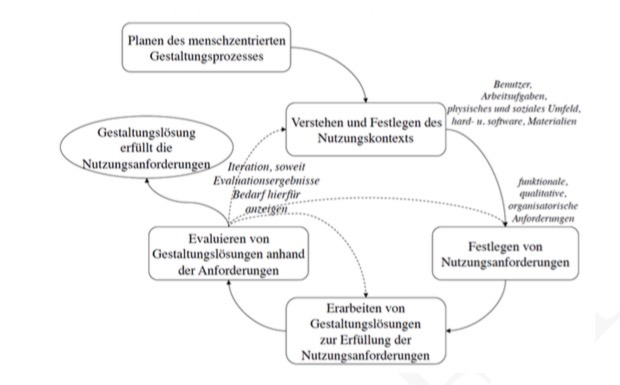 Planen des menschzentrierten
Gestaltungsprozesses
Benutzer,
Arbeitsufgaben,
physisches und soziales Umfeld,
hard- u. software, Materialien
Verstehen und Festlegen des
Nutzungskontexts
Gestaltungslösung
erfüllt die
Nutzungsanforderungen
Iteration, soweit
Evaluationsergebnisse
Bedarf hierfür
anzeigen
funktionale,
qualitative,
organisatorische
Anforderungen
Evaluieren von
Gestaltungslösungen anhand
der Anforderungen
Festlegen von
Nutzungsanforderungen
Erarbeiten von
Gestaltungslösungen
zur Erfüllung der
Nutzungsanforderungen